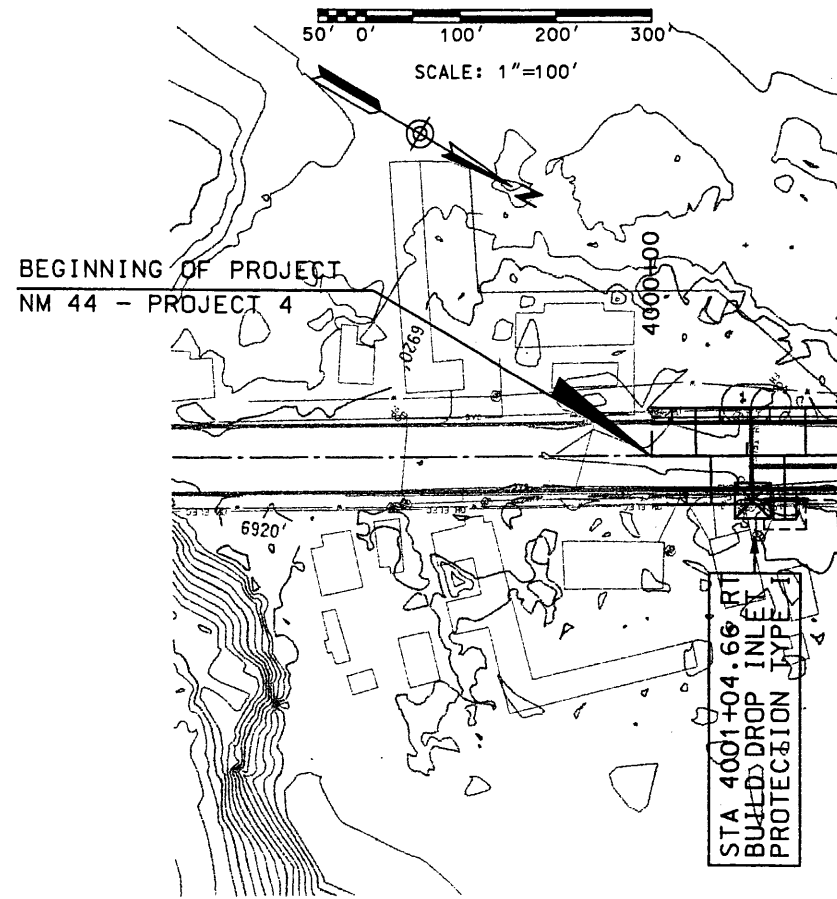 50' 0' 100' 200' 300'
SCALE: 1"=100'
N
BEGINNING OF PROJECT
NM 44 - PROJECT 4
4000+00
6920'
6920'
STA 4001+04.66 RT
BUILD DROP INLET
PROTECTION TYPE I